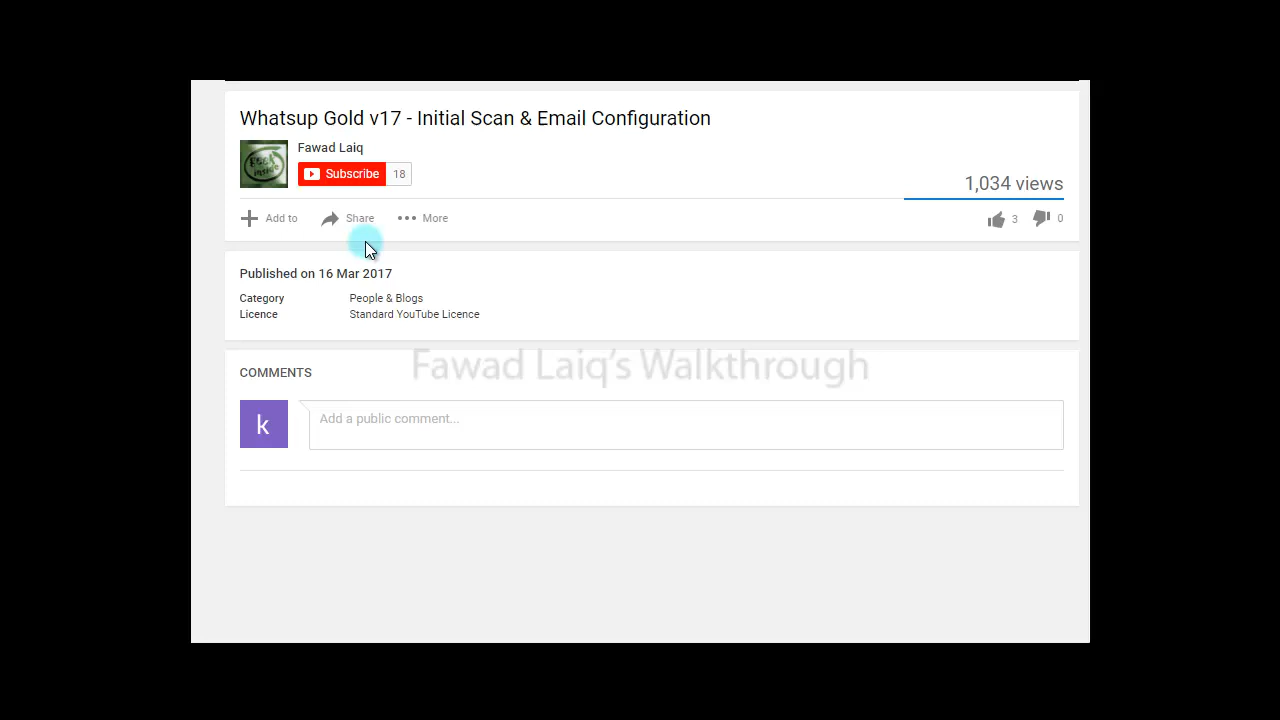 Whatsup Gold v17 - Initial Scan & Email Configuration
Fawad Laiq
Subscribe 18
1,034 views
Add to Share More 3 0
Published on 16 Mar 2017
Category People & Blogs
Licence Standard YouTube Licence
Fawad Laiq's Walkthrough
COMMENTS
k Add a public comment...